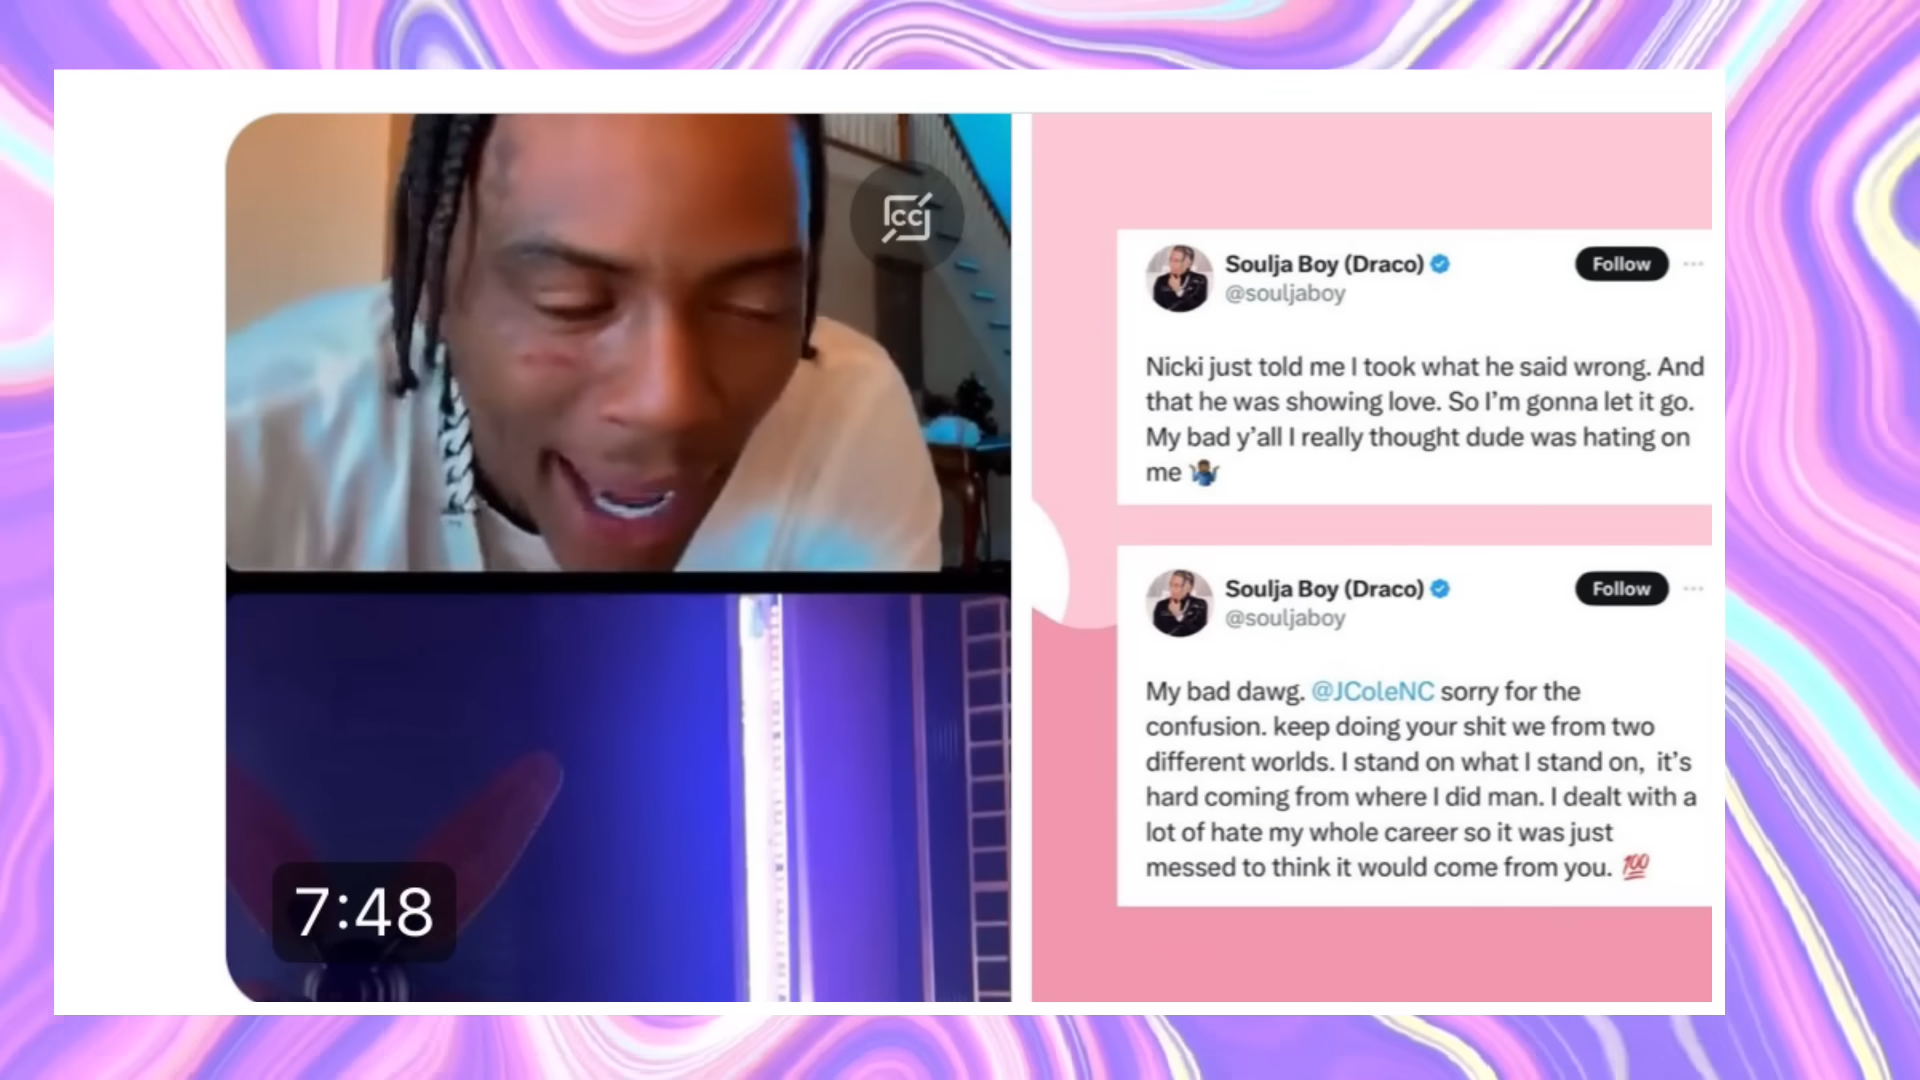 CC
7:48
Soulja Boy (Draco)
Follow
@souljaboy
Nicki just told me I took what he said wrong. And
that he was showing love. So I'm gonna let it go.
My bad y'all I really thought dude was hating on
me 🤷🏾‍♂️
Soulja Boy (Draco)
Follow
@souljaboy
My bad dawg. @JColeNC sorry for the
confusion. keep doing your shit we from two
different worlds. I stand on what I stand on, it's
hard coming from where I did man. I dealt with a
lot of hate my whole career so it was just
messed to think it would come from you. 💯